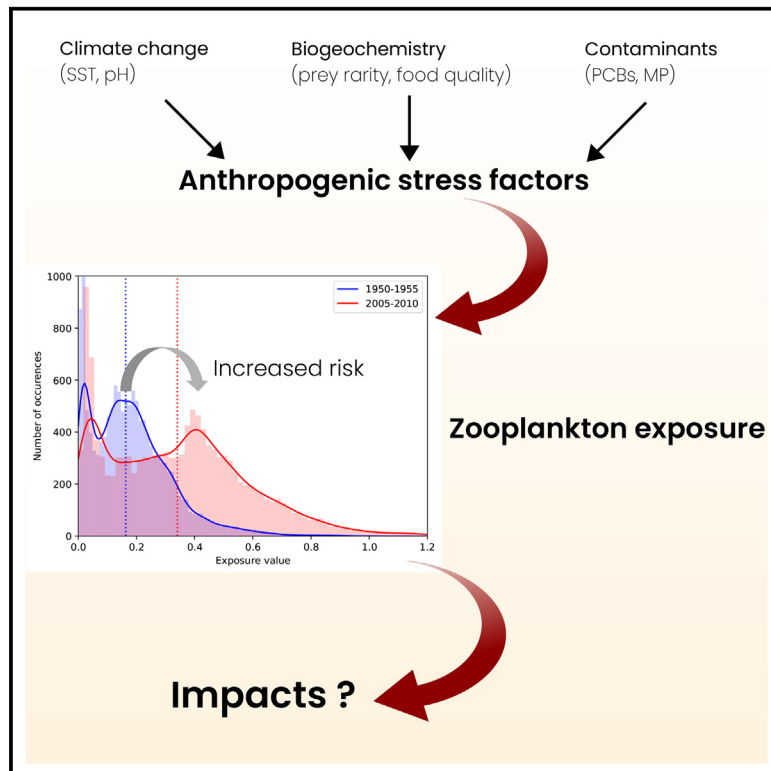 Climate change
(SST, pH)
Biogeochemistry
(prey rarity, food quality)
Contaminants
(PCBs, MP)
Anthropogenic stress factors
1000
800
600
400
200
0
Number of occurences
1950-1955
2005-2010
Increased risk
0.0 0.2 0.4 0.6 0.8 1.0 1.2
Exposure value
Zooplankton exposure
Impacts ?